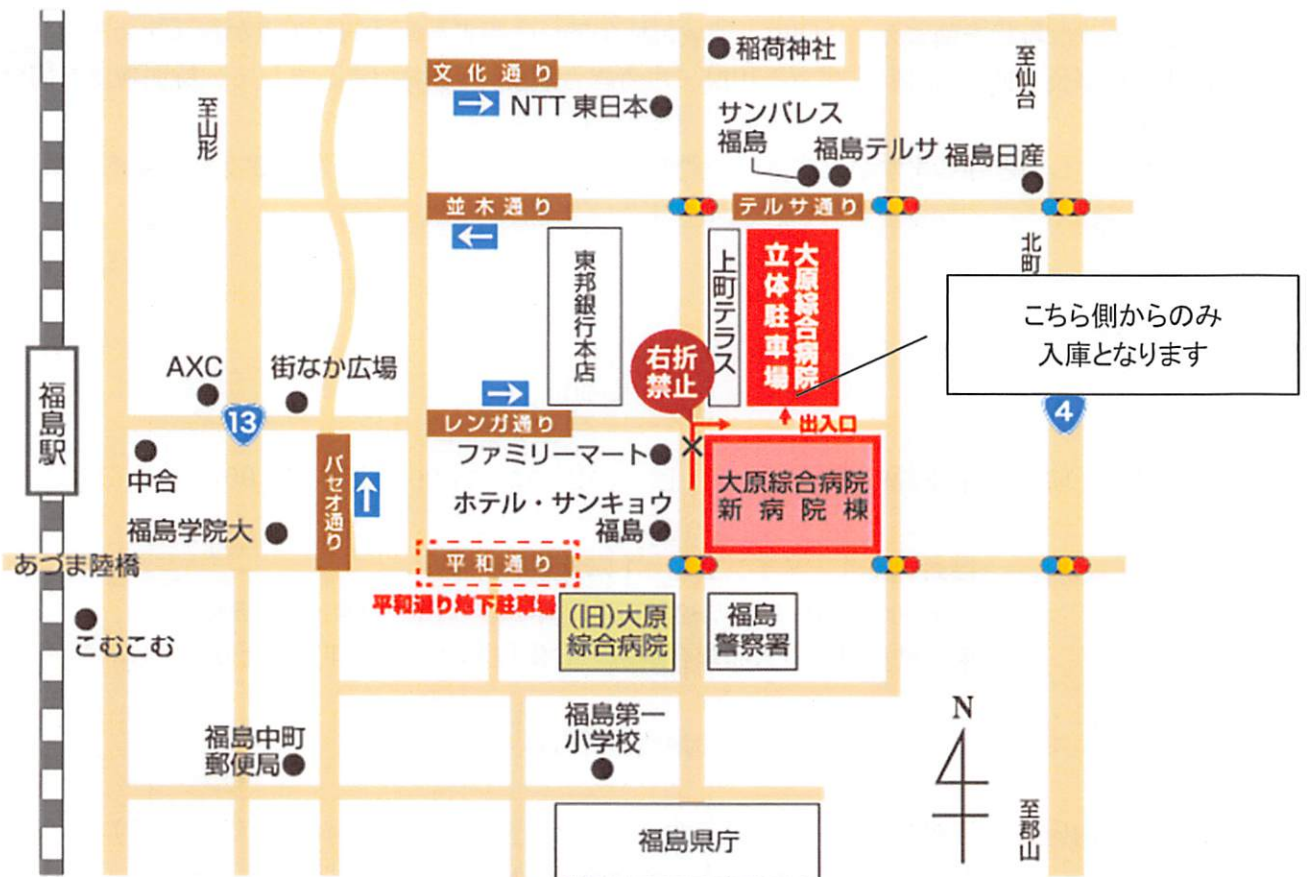 稲荷神社
文化通り
NTT 東日本
至仙台
至山形
サンパレス
福島
福島テルサ
福島日産
並木通り
テルサ通り
北町
東邦銀行本店
上町テラス
大原綜合病院
立体駐車場
こちら側からのみ
入庫となります
右折
禁止
AXC
街なか広場
福島駅
13
4
レンガ通り
出入口
ファミリーマート
中合
パセオ通り
大原綜合病院
新病院棟
ホテル・サンキョウ
福島
福島学院大
あづま陸橋
平和通り
平和通り地下駐車場
(旧)大原
綜合病院
福島
警察署
こむこむ
福島第一
小学校
福島中町
郵便局
N
至郡山
福島県庁